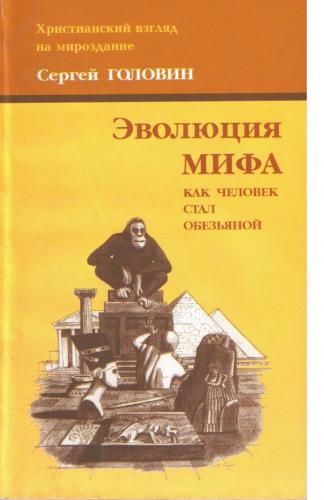 Христианский взгляд
на мироздание
Сергей ГОЛОВИН
Эволюция
МИФА
КАК ЧЕЛОВЕК
СТАЛ
ОБЕЗЬЯНОЙ